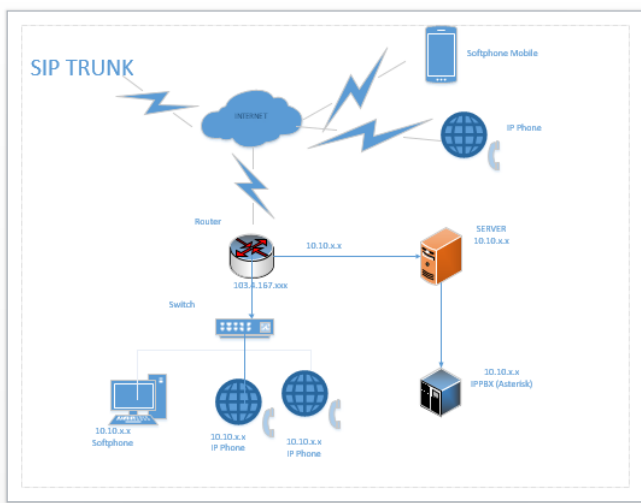 Softphone Mobile
SIP TRUNK
INTERNET
IP Phone
Router
10.10.x.x
SERVER
10.10.x.x
103.4.167.xxx
Switch
10.10.x.x
IPPBX (Asterisk)
10.10.x.x
Softphone
10.10.x.x
IP Phone
10.10.x.x
IP Phone